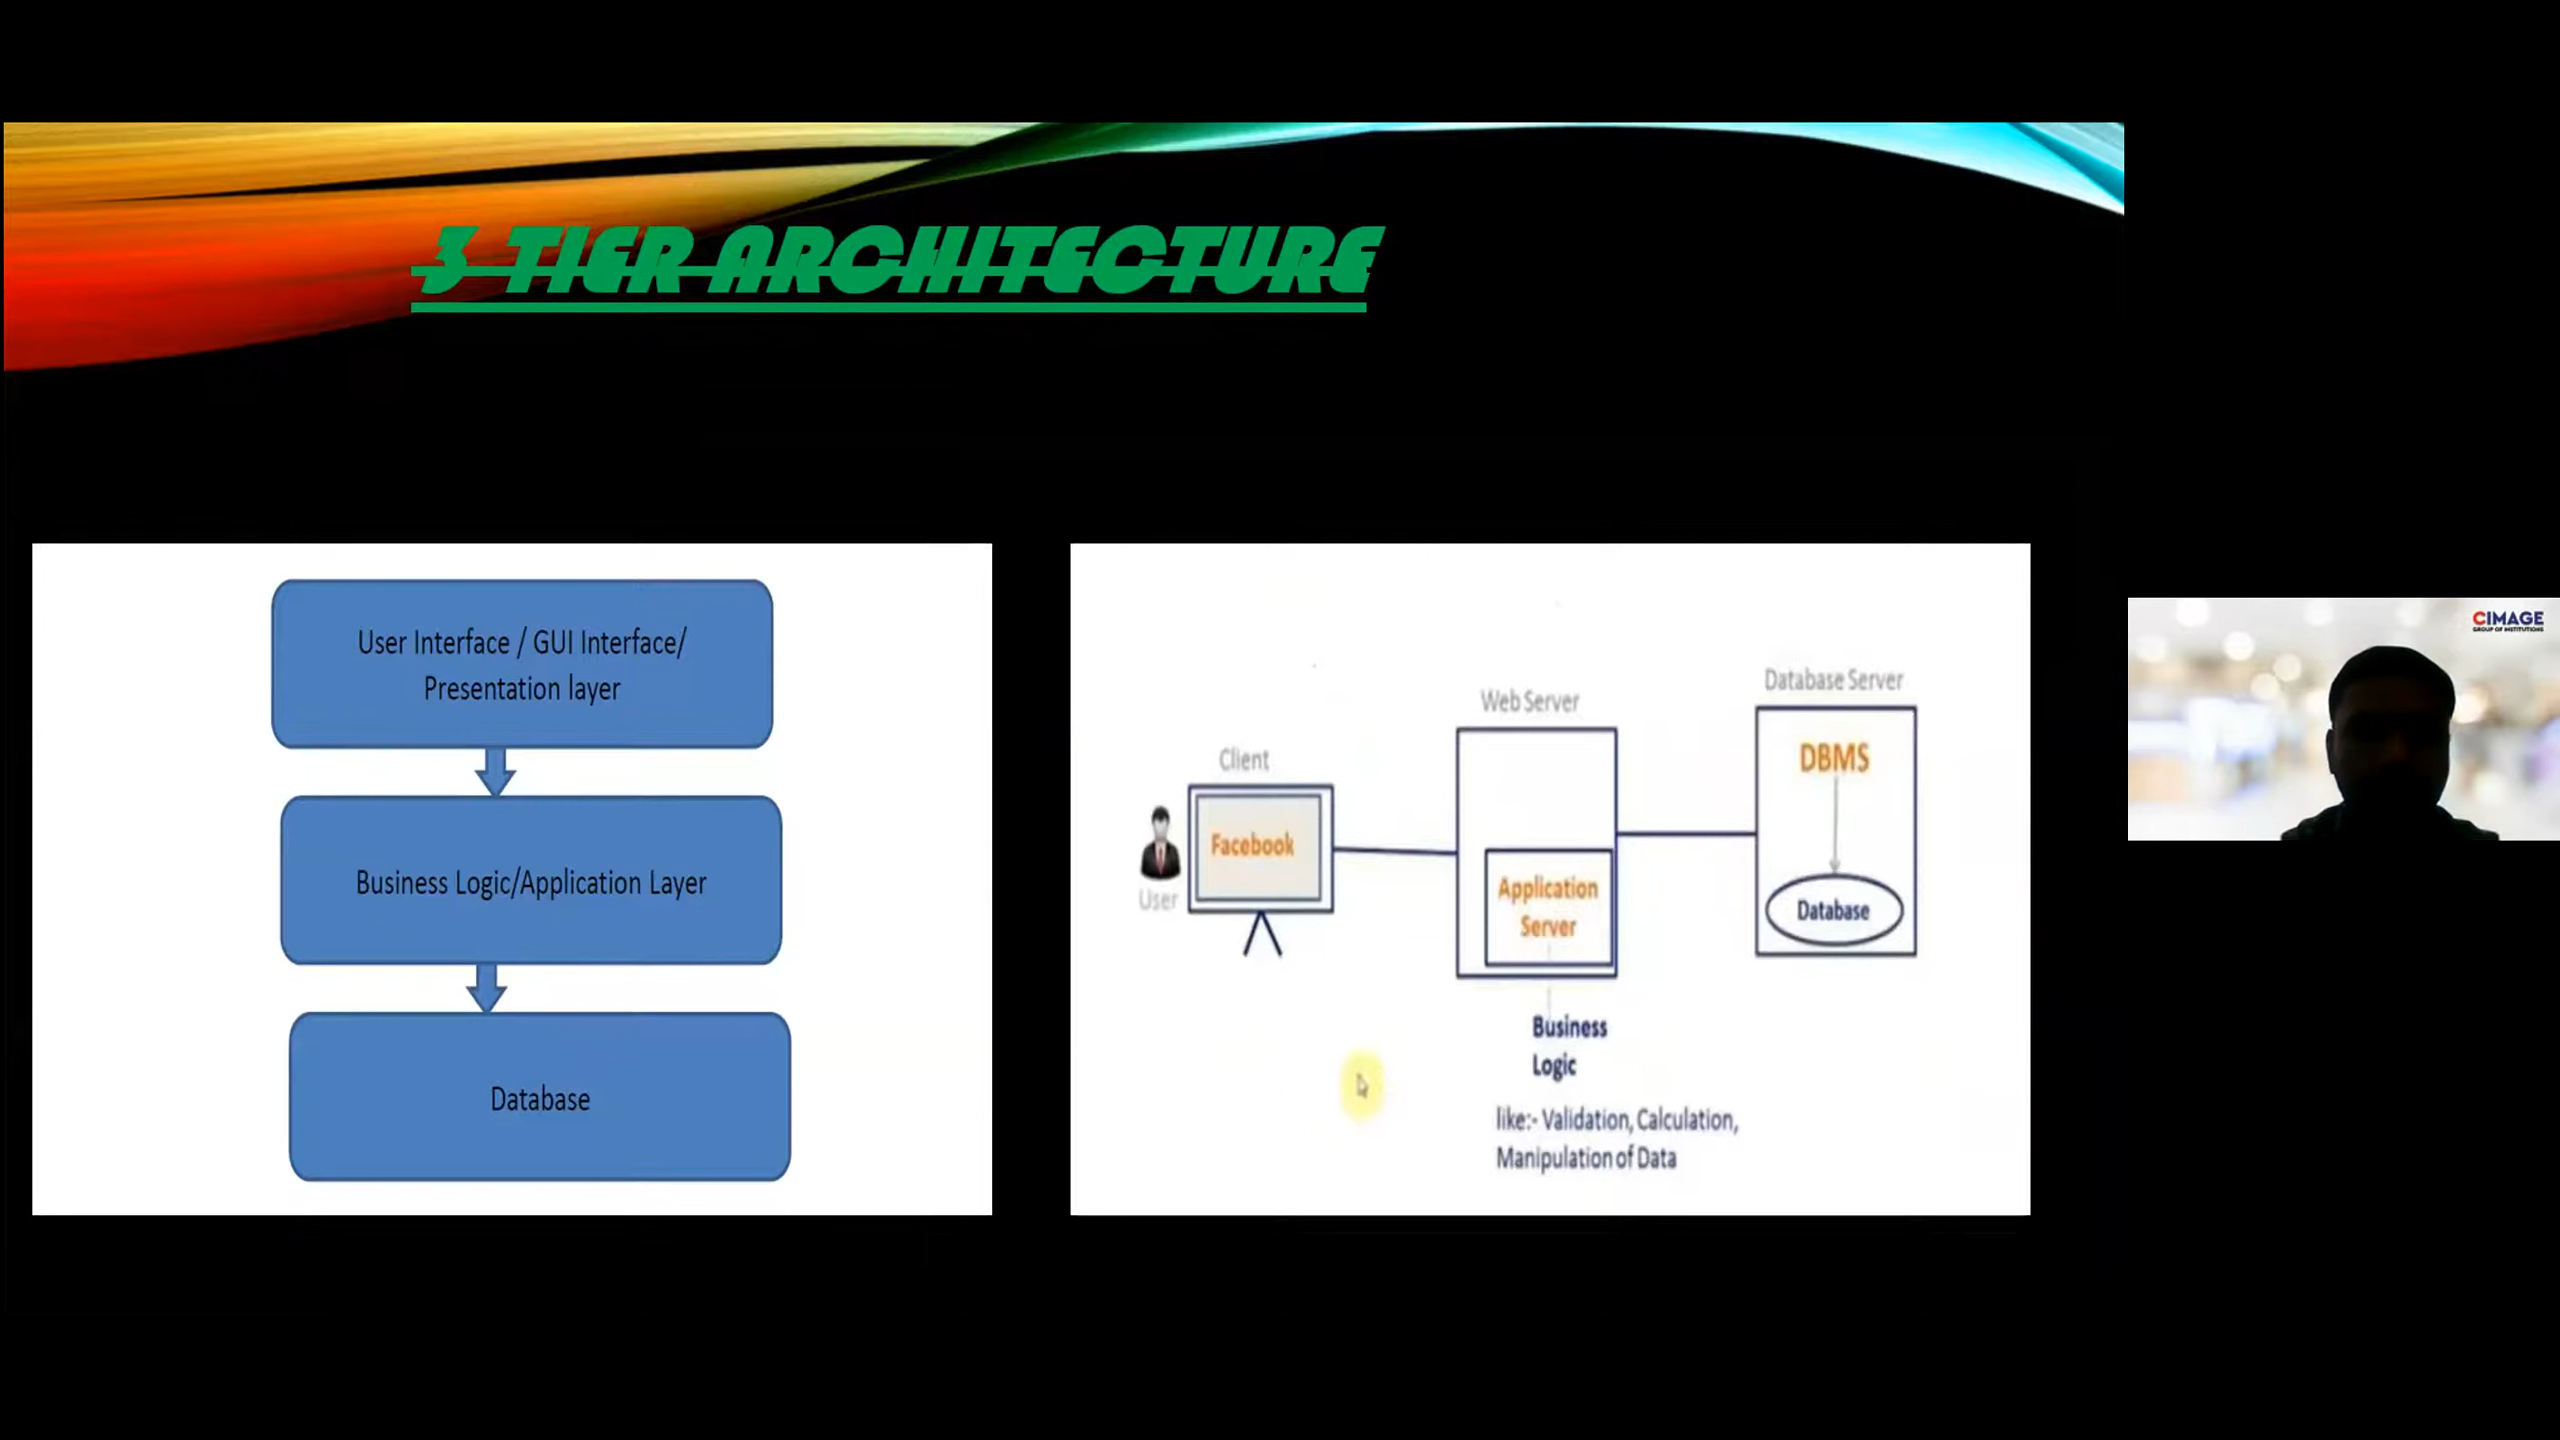 3 TIER ARCHITECTURE
User Interface / GUI Interface/
Presentation layer
Business Logic/Application Layer
Database
Client
Facebook
User
Web Server
Application
Server
Business
Logic
like:- Validation, Calculation,
Manipulation of Data
Database Server
DBMS
Database
CIMAGE
GROUP OF INSTITUTIONS